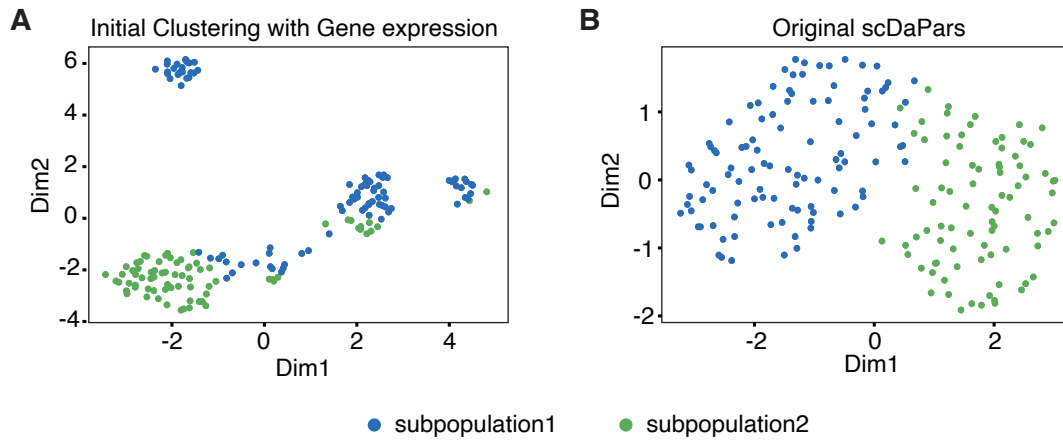 A
Initial Clustering with Gene expression
6
4
2
0
-2
-4
Dim2
-2 0 2 4
Dim1
B
Original scDaPars
1
0
-1
-2
Dim2
-2 0 2
Dim1
subpopulation1 subpopulation2